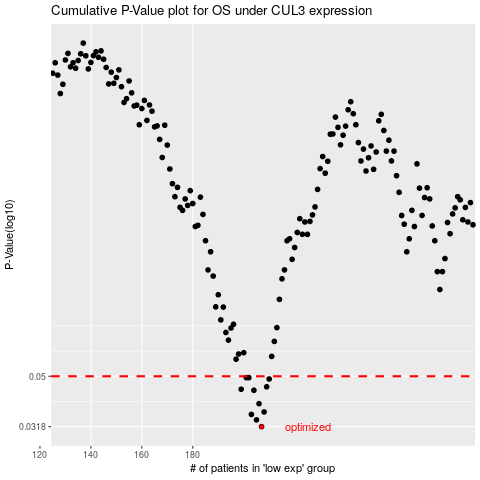 Cumulative P-Value plot for OS under CUL3 expression
P-Value(log10)
0.05
0.0318
optimized
120 140 160 180
# of patients in 'low exp' group